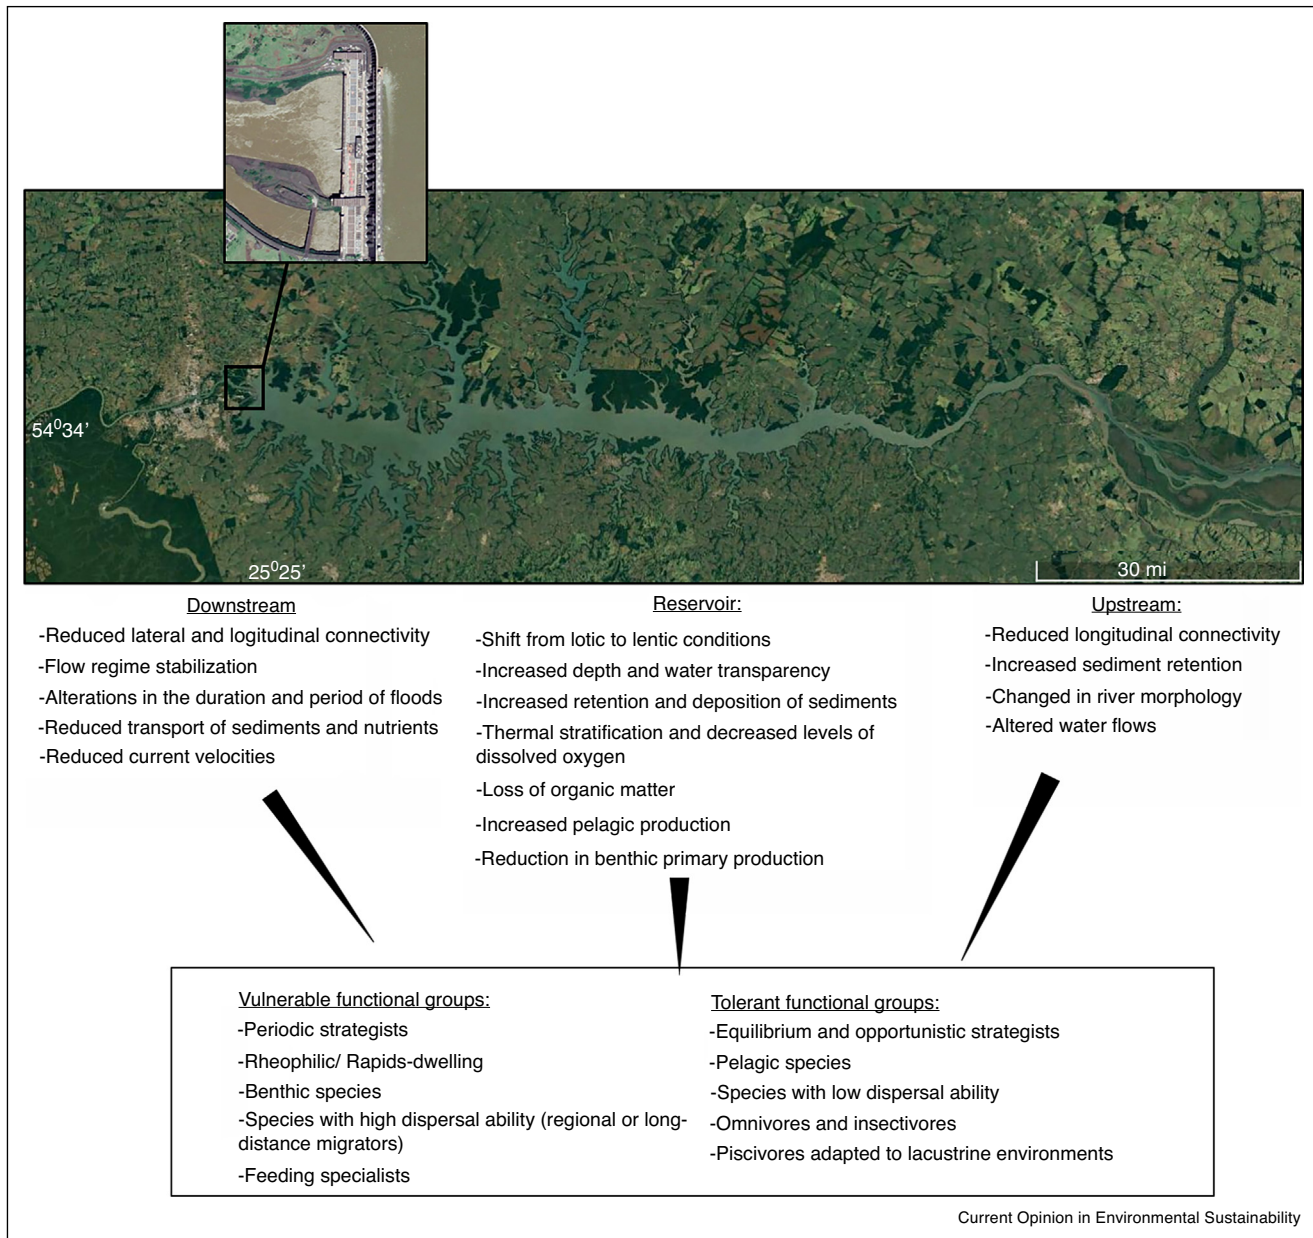 54⁰34’
25⁰25’
30 mi
Downstream
-Reduced lateral and logitudinal connectivity
-Flow regime stabilization
-Alterations in the duration and period of floods
-Reduced transport of sediments and nutrients
-Reduced current velocities
Reservoir:
-Shift from lotic to lentic conditions
-Increased depth and water transparency
-Increased retention and deposition of sediments
-Thermal stratification and decreased levels of
dissolved oxygen
-Loss of organic matter
-Increased pelagic production
-Reduction in benthic primary production
Upstream:
-Reduced longitudinal connectivity
-Increased sediment retention
-Changed in river morphology
-Altered water flows
Vulnerable functional groups:
-Periodic strategists
-Rheophilic/ Rapids-dwelling
-Benthic species
-Species with high dispersal ability (regional or long-
distance migrators)
-Feeding specialists
Tolerant functional groups:
-Equilibrium and opportunistic strategists
-Pelagic species
-Species with low dispersal ability
-Omnivores and insectivores
-Piscivores adapted to lacustrine environments
Current Opinion in Environmental Sustainability